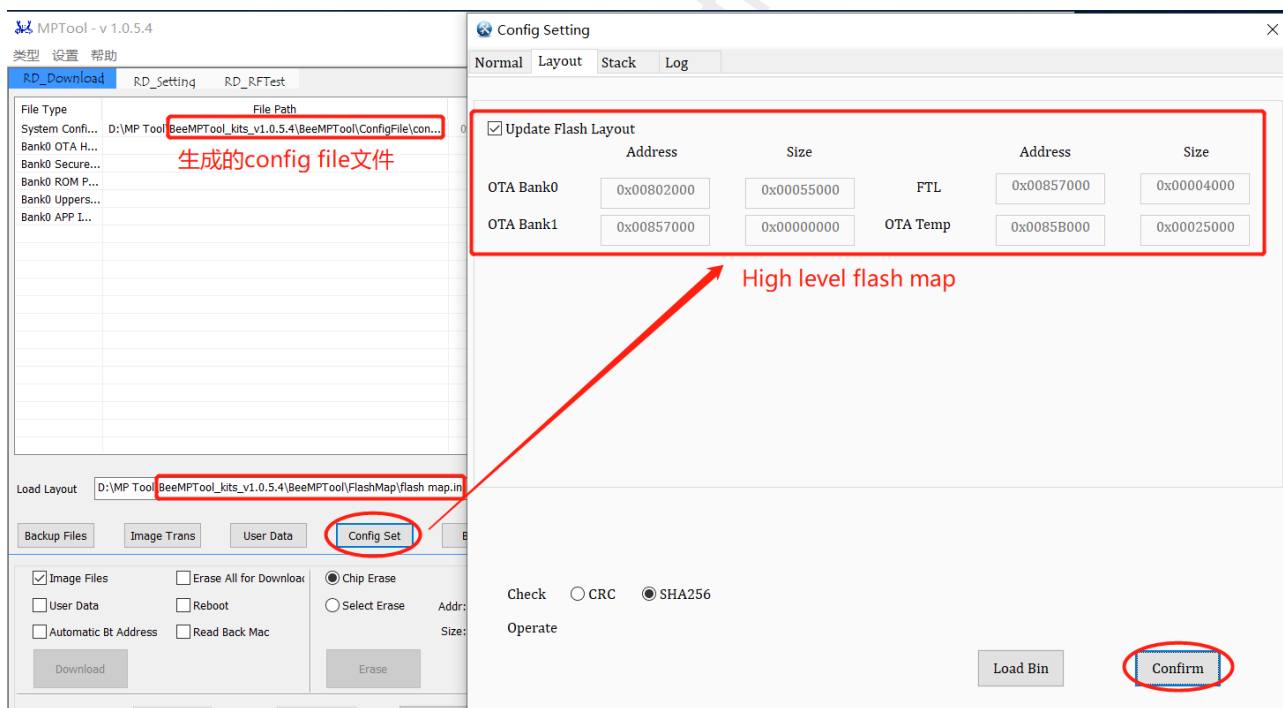 MPTool - v 1.0.5.4
类型 设置 帮助
RD_Download RD_Setting RD_RFTest
File Type File Path
System Confi... D:\MP Tool\BeeMPTool_kits_v1.0.5.4\BeeMPTool\ConfigFile\con...
Bank0 OTA H...
Bank0 Secure...
Bank0 ROM P...
Bank0 Uppers...
Bank0 APP I...
生成的config file文件
Load Layout D:\MP Tool\BeeMPTool_kits_v1.0.5.4\BeeMPTool\FlashMap\flash map.in
Backup Files Image Trans User Data Config Set
Image Files Erase All for Download Chip Erase
User Data Reboot Select Erase Addr:
Automatic Bt Address Read Back Mac Size:
Download Erase
Config Setting
Normal Layout Stack Log
Update Flash Layout
Address Size Address Size
OTA Bank0 0x00802000 0x00055000 FTL 0x00857000 0x00004000
OTA Bank1 0x00857000 0x00000000 OTA Temp 0x0085B000 0x00025000
High level flash map
Check CRC SHA256
Operate
Load Bin Confirm